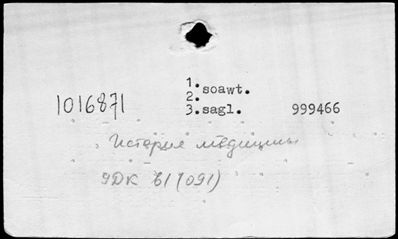 1. soawt.
1016871 2.
3. sagl. 999466
История медицины
УДК 61(091)